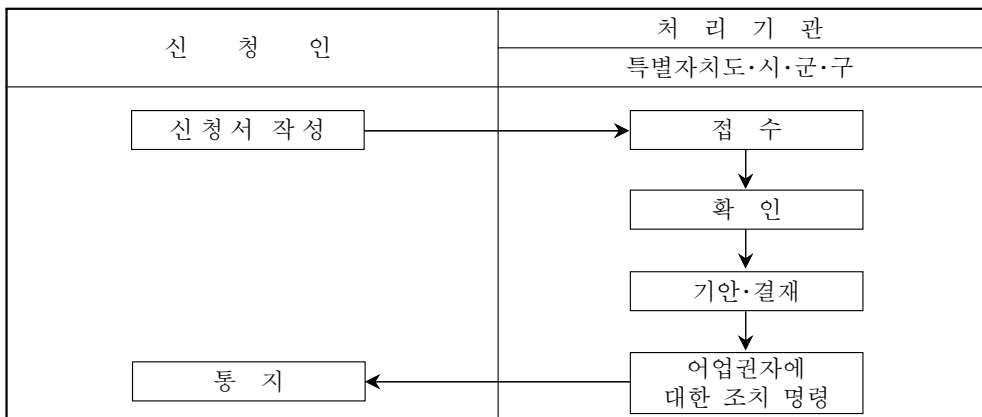 신 청 인
처 리 기 관
특별자치도·시·군·구
신 청 서 작 성
접 수
확 인
기안·결재
어업권자에
대한 조치 명령
통 지